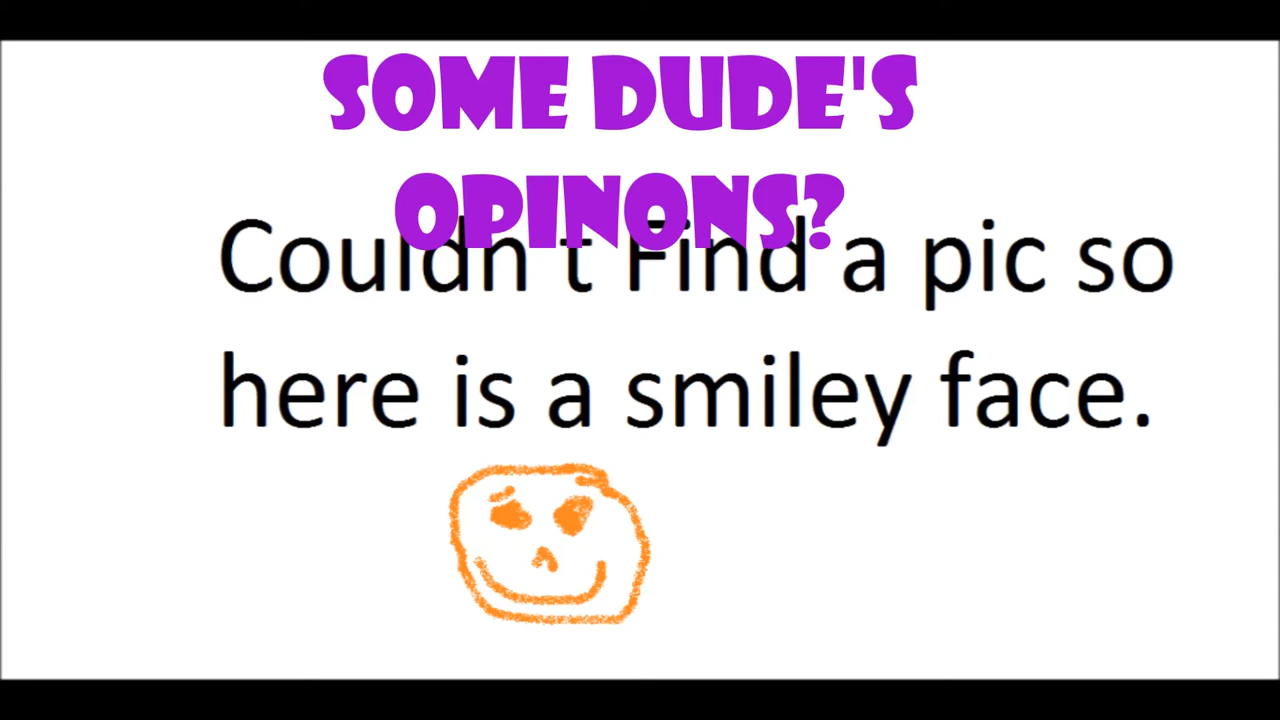 SOME DUDE'S
OPINONS?
Couldn t Find a pic so
here is a smiley face.